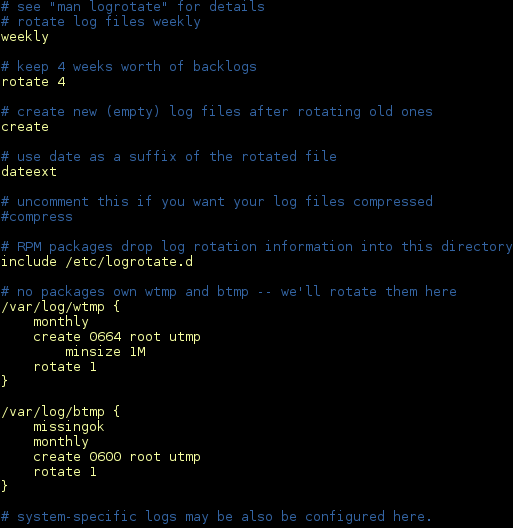 # see "man logrotate" for details
# rotate log files weekly
weekly
# keep 4 weeks worth of backlogs
rotate 4
# create new (empty) log files after rotating old ones
create
# use date as a suffix of the rotated file
dateext
# uncomment this if you want your log files compressed
#compress
# RPM packages drop log rotation information into this directory
include /etc/logrotate.d
# no packages own wtmp and btmp -- we'll rotate them here
/var/log/wtmp {
    monthly
    create 0664 root utmp
        minsize 1M
    rotate 1
}
/var/log/btmp {
    missingok
    monthly
    create 0600 root utmp
    rotate 1
}
# system-specific logs may be also be configured here.